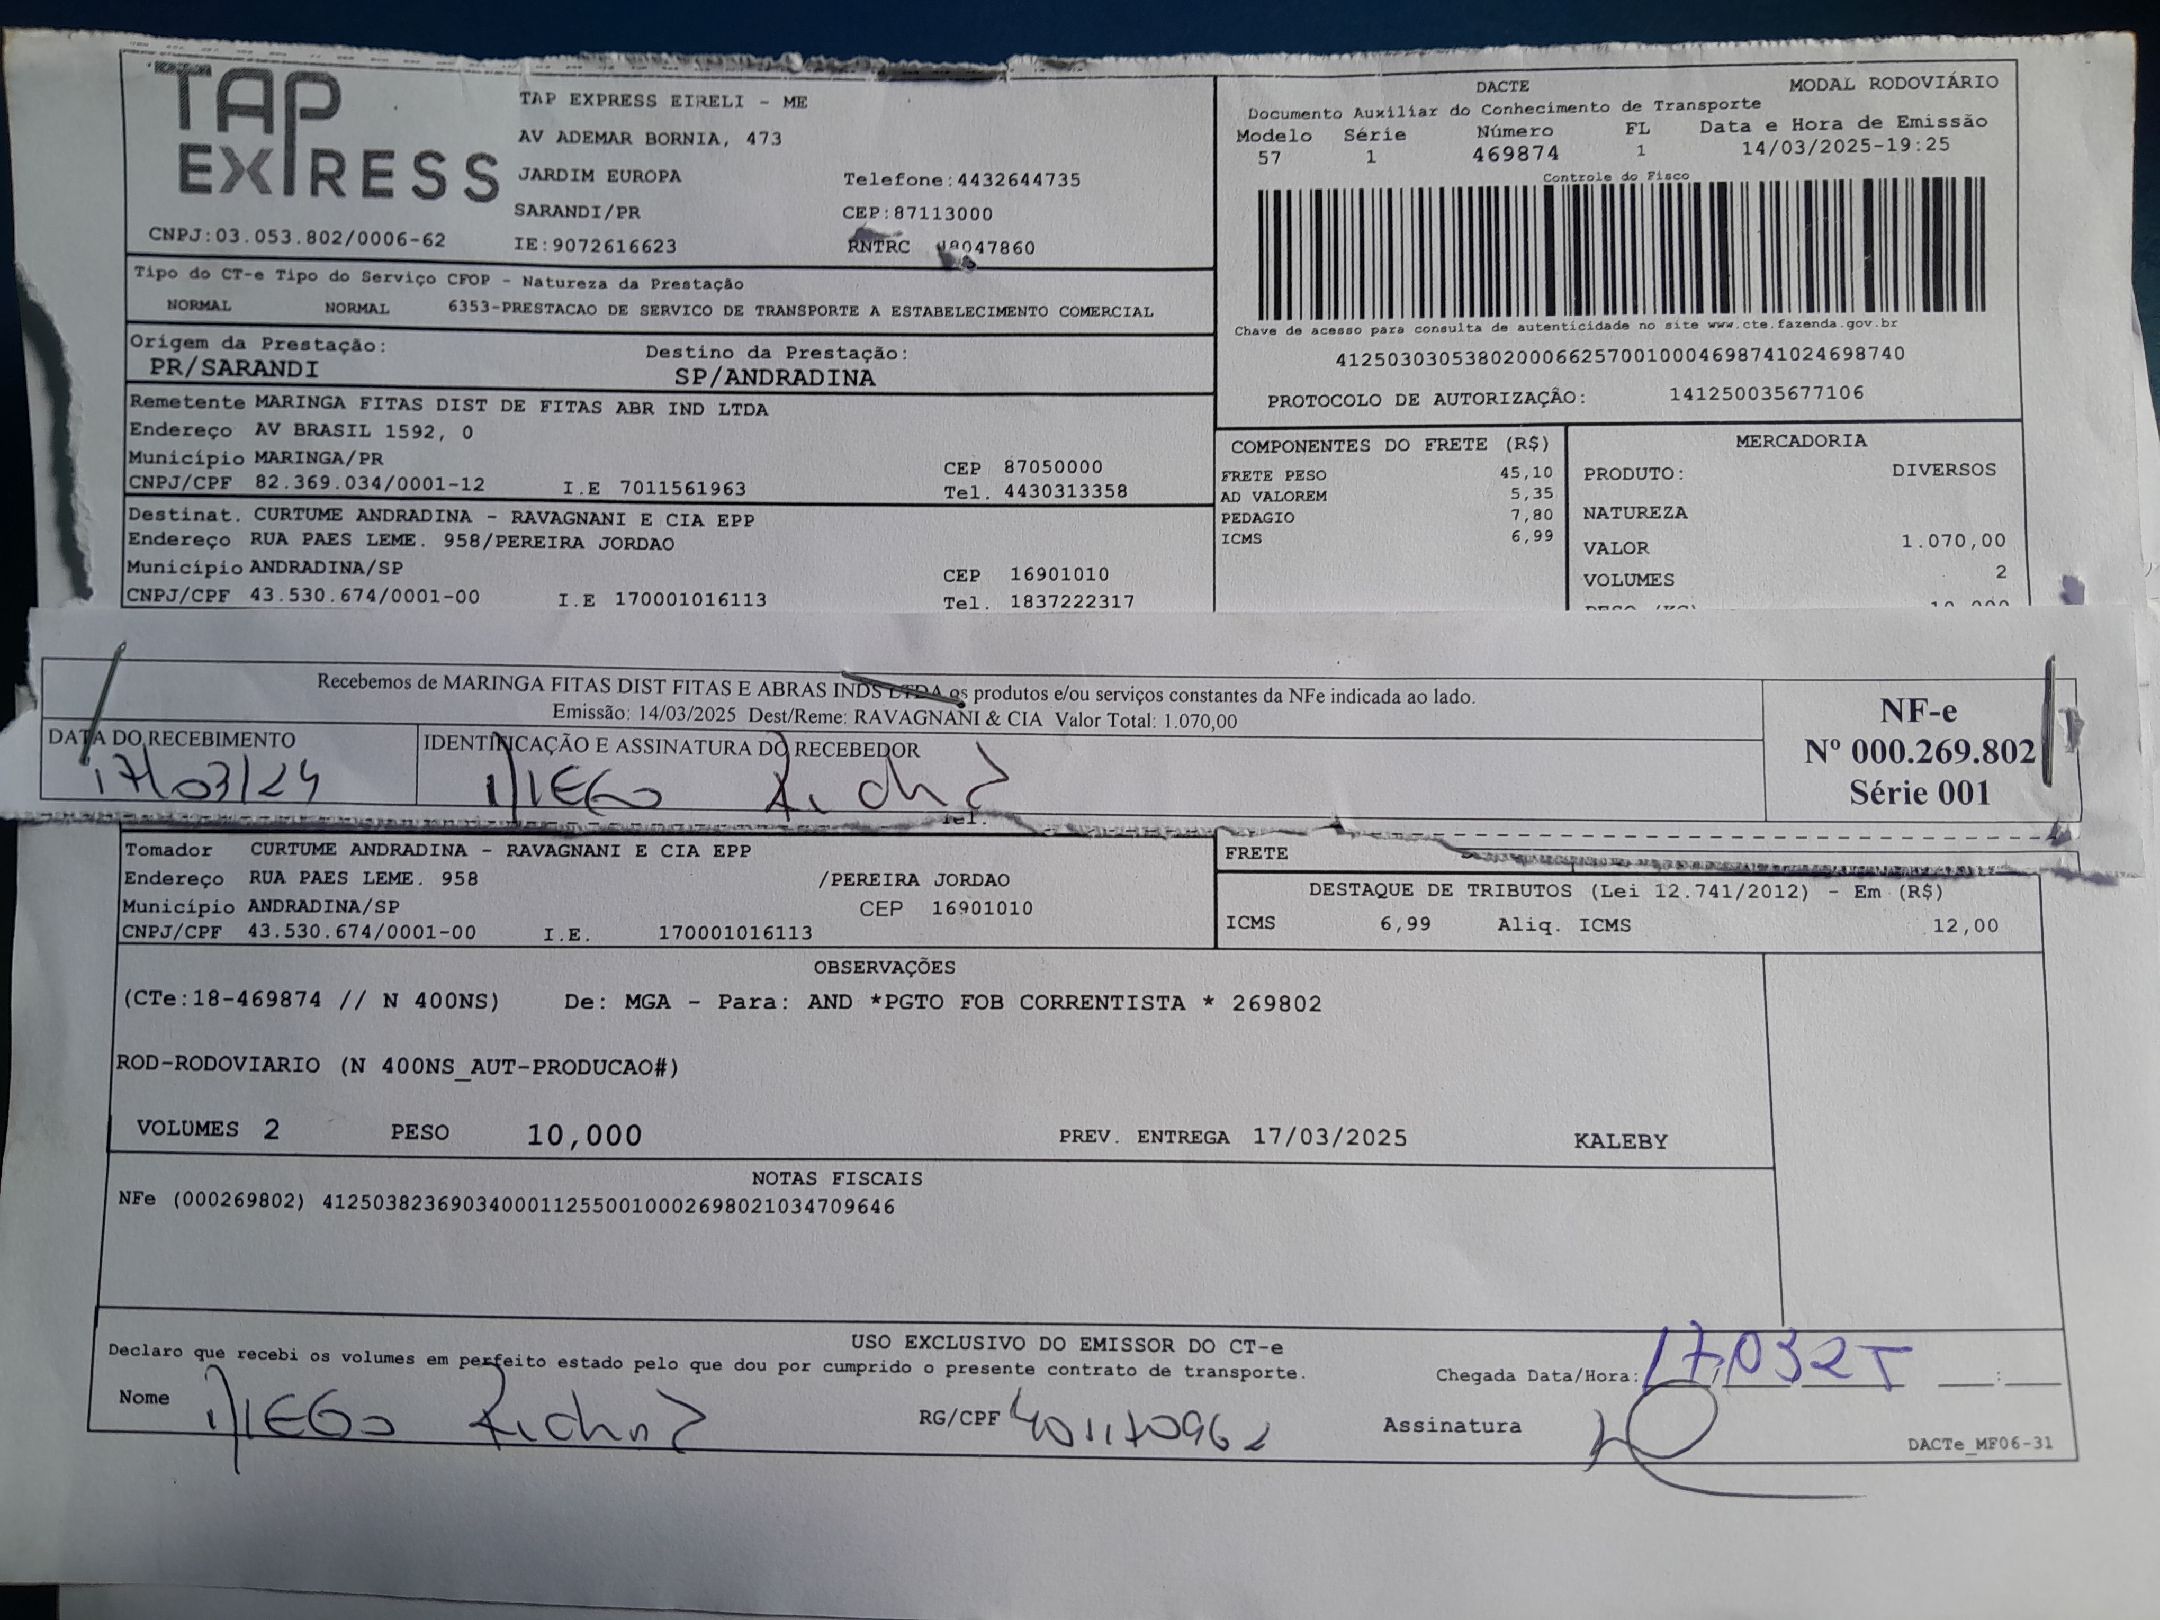 TAP EXPRESS
TAP EXPRESS EIRELI - ME
AV ADEMAR BORNIA, 473
JARDIM EUROPA Telefone:4432644735
SARANDI/PR CEP:87113000
CNPJ:03.053.802/0006-62 IE:9072616623 RNTRC 48047860
Tipo do CT-e Tipo do Serviço CFOP - Natureza da Prestação
NORMAL NORMAL 6353-PRESTACAO DE SERVICO DE TRANSPORTE A ESTABELECIMENTO COMERCIAL
Origem da Prestação: Destino da Prestação:
PR/SARANDI SP/ANDRADINA
Remetente MARINGA FITAS DIST DE FITAS ABR IND LTDA
Endereço AV BRASIL 1592, 0
Município MARINGA/PR CEP 87050000
CNPJ/CPF 82.369.034/0001-12 I.E 7011561963 Tel. 4430313358
Destinat. CURTUME ANDRADINA - RAVAGNANI E CIA EPP
Endereço RUA PAES LEME. 958/PEREIRA JORDAO
Município ANDRADINA/SP CEP 16901010
CNPJ/CPF 43.530.674/0001-00 I.E 170001016113 Tel. 1837222317
DACTE MODAL RODOVIÁRIO
Documento Auxiliar do Conhecimento de Transporte
Modelo Série Número FL Data e Hora de Emissão
57 1 469874 1 14/03/2025-19:25
Controle do Fisco
Chave de acesso para consulta de autenticidade no site www.cte.fazenda.gov.br
41250303053802000662570010004698741024698740
PROTOCOLO DE AUTORIZAÇÃO: 141250035677106
COMPONENTES DO FRETE (R$)
FRETE PESO 45,10
AD VALOREM 5,35
PEDAGIO 7,80
ICMS 6,99
MERCADORIA
PRODUTO: DIVERSOS
NATUREZA
VALOR 1.070,00
VOLUMES 2
Recebemos de MARINGA FITAS DIST FITAS E ABRAS INDS LTDA os produtos e/ou serviços constantes da NFe indicada ao lado.
Emissão: 14/03/2025 Dest/Reme: RAVAGNANI & CIA Valor Total: 1.070,00
DATA DO RECEBIMENTO IDENTIFICAÇÃO E ASSINATURA DO RECEBEDOR
17/03/24 DIEGO
NF-e
Nº 000.269.802
Série 001
Tel.
Tomador CURTUME ANDRADINA - RAVAGNANI E CIA EPP
Endereço RUA PAES LEME. 958 /PEREIRA JORDAO
Município ANDRADINA/SP CEP 16901010
CNPJ/CPF 43.530.674/0001-00 I.E. 170001016113
FRETE
DESTAQUE DE TRIBUTOS (Lei 12.741/2012) - Em (R$)
ICMS 6,99 Aliq. ICMS 12,00
OBSERVAÇÕES
(CTe:18-469874 // N 400NS) De: MGA - Para: AND *PGTO FOB CORRENTISTA * 269802
ROD-RODOVIARIO (N 400NS_AUT-PRODUCAO#)
VOLUMES 2 PESO 10,000 PREV. ENTREGA 17/03/2025 KALEBY
NOTAS FISCAIS
NFe (000269802) 41250382369034000112550010002698021034709646
USO EXCLUSIVO DO EMISSOR DO CT-e
Declaro que recebi os volumes em perfeito estado pelo que dou por cumprido o presente contrato de transporte.
Chegada Data/Hora: 17,0325 __:__
Nome DIEGO RG/CPF 401170962 Assinatura
DACTe_MF06-31